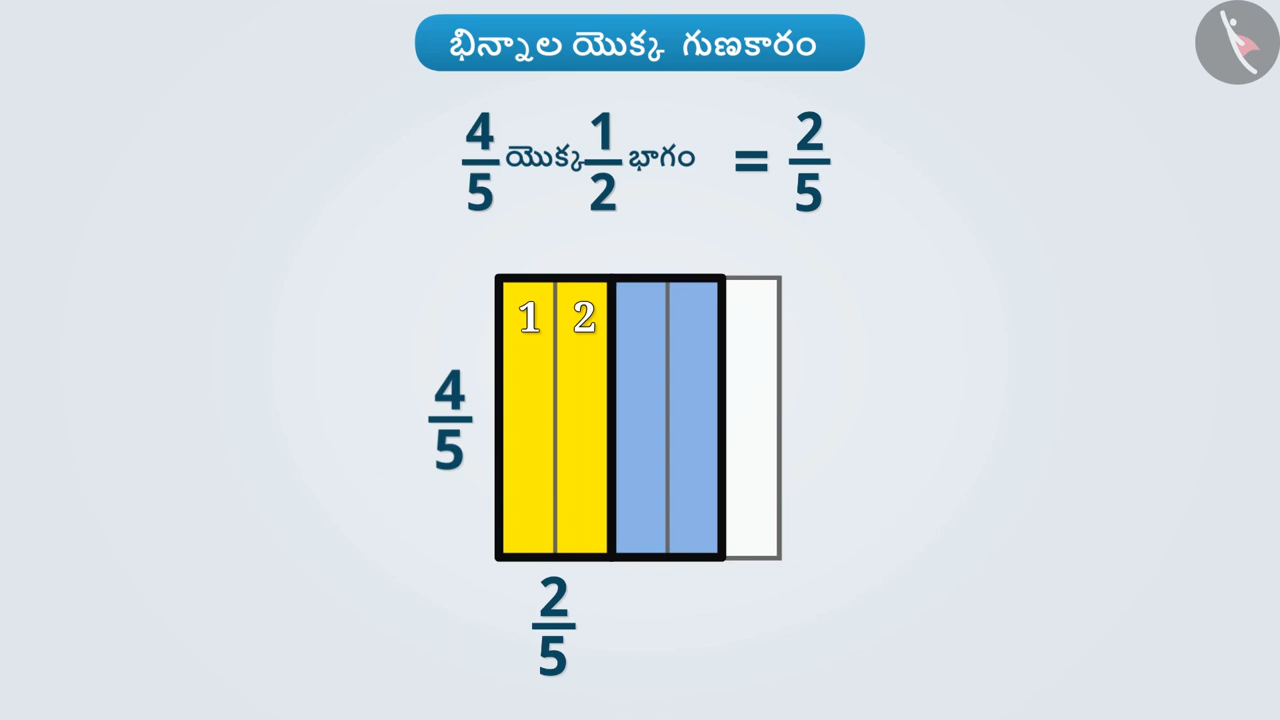 భిన్నాల యొక్క గుణకారం
4/5 యొక్క 1/2 భాగం = 2/5
1 2
4/5
2/5